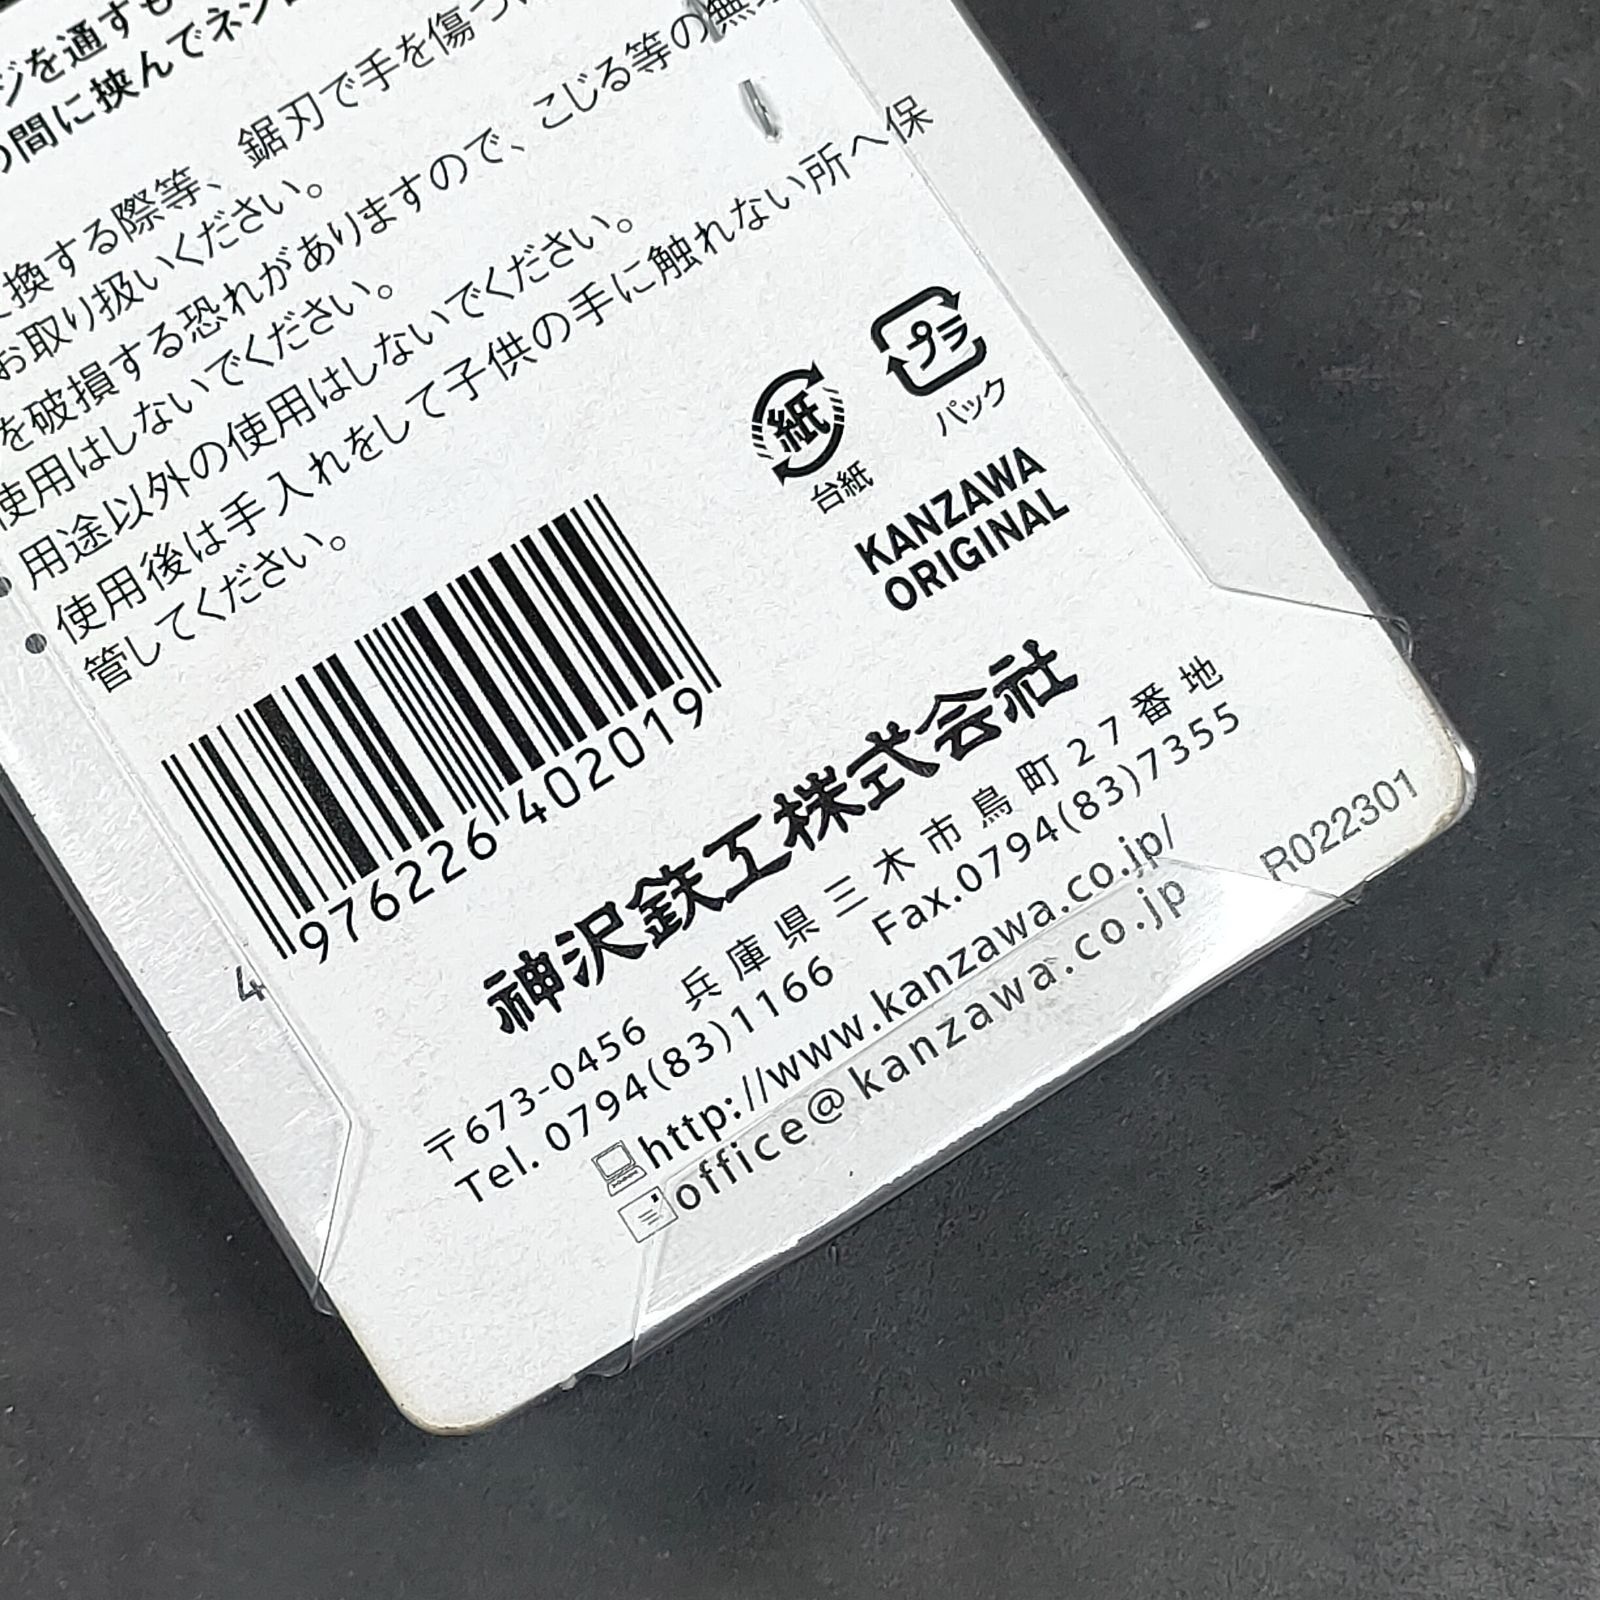 ジを通すも
の間に挟んでネジ
換する際等、鋸刃で手を傷つ
お取り扱いください。
を破損する恐れがありますので、こじる等の無
使用はしないでください。
用途以外の使用はしないでください。
● 使用後は手入れをして子供の手に触れない所へ保
管してください。
プラ
パック
紙
台紙
KANZAWA
ORIGINAL
4 976226 402019
神沢鉄工株式会社
〒673-0456 兵庫県三木市鳥町27番地
Tel. 0794(83)1166 Fax.0794(83)7355
http://www.kanzawa.co.jp/
office@kanzawa.co.jp
R022301